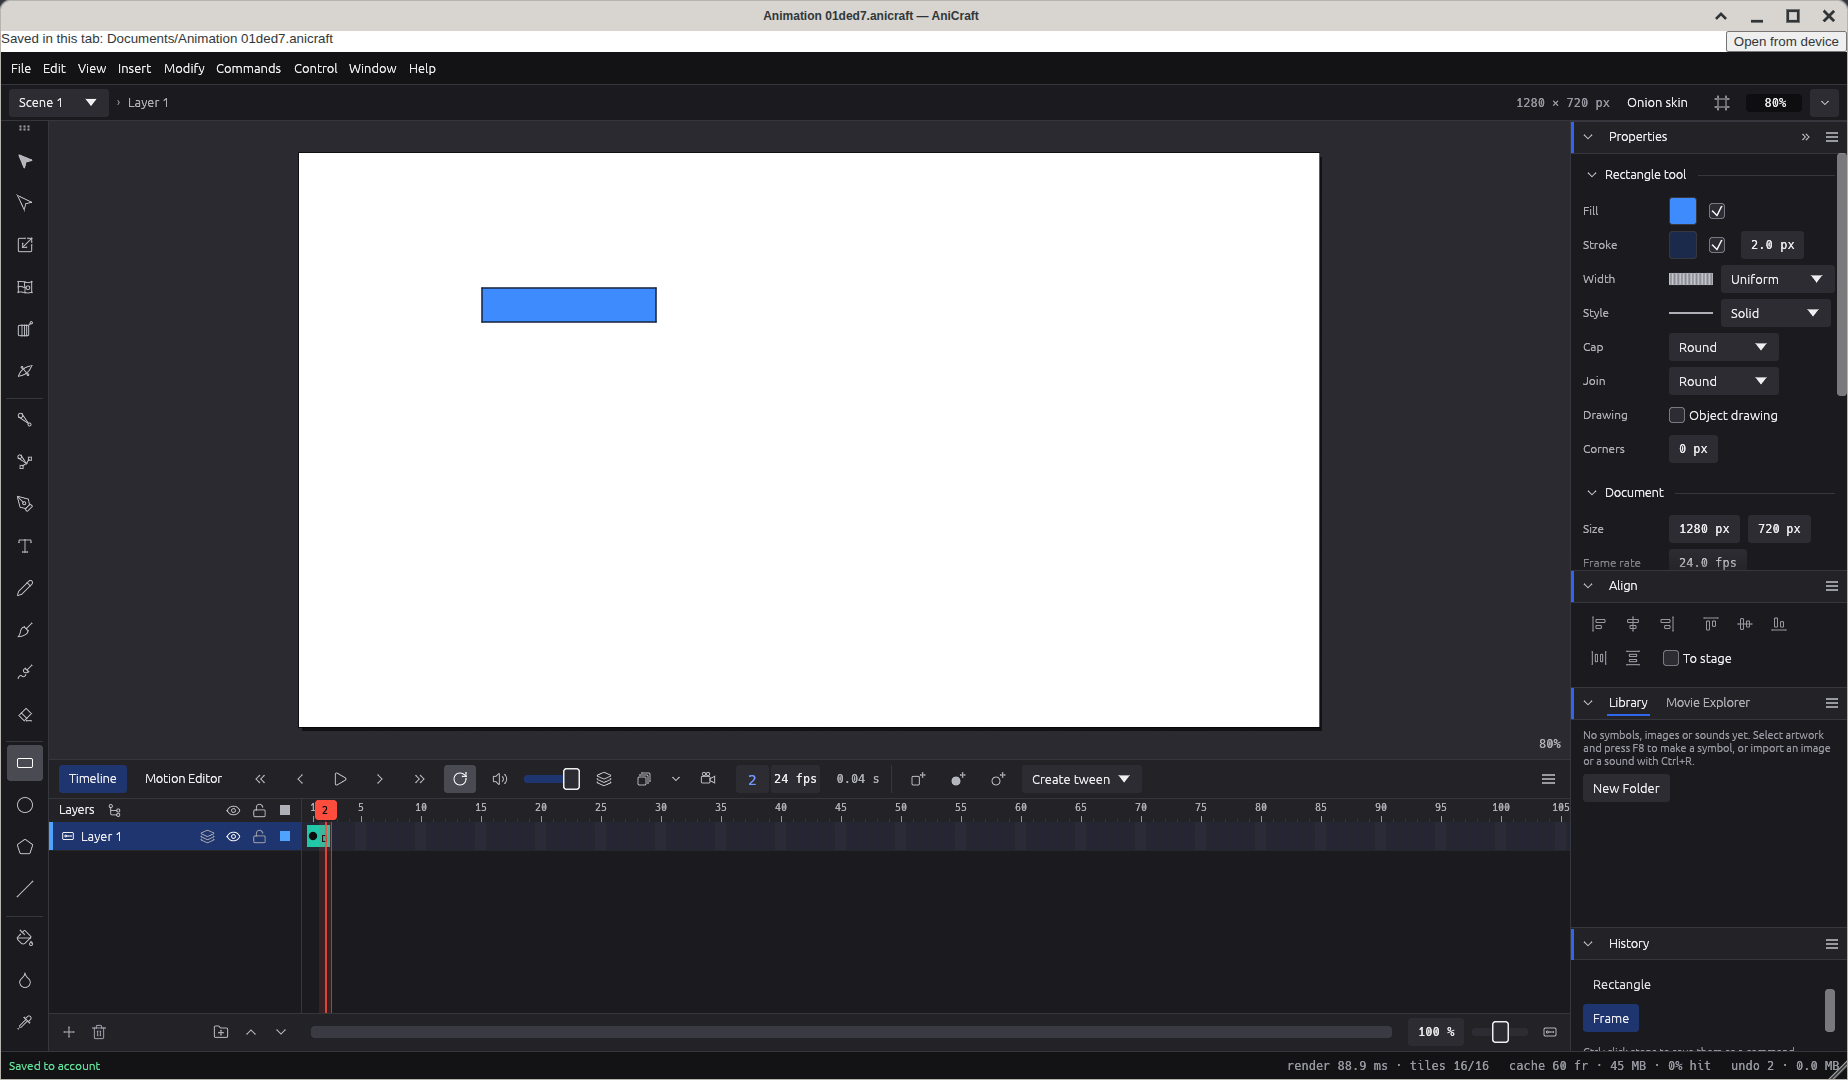 Animation 01ded7.anicraft — AniCraft
Saved in this tab: Documents/Animation 01ded7.anicraft
Open from device
File Edit View Insert Modify Commands Control Window Help
Scene 1 › Layer 1
1280 × 720 px Onion skin 80%
Properties
Rectangle tool
Fill
Stroke 2.0 px
Width Uniform
Style Solid
Cap Round
Join Round
Drawing Object drawing
Corners 0 px
Document
Size 1280 px 720 px
Frame rate 24.0 fps
Align
To stage
Library Movie Explorer
No symbols, images or sounds yet. Select artwork
and press F8 to make a symbol, or import an image
or a sound with Ctrl+R.
New Folder
History
Rectangle
Frame
80%
Timeline Motion Editor 2 24 fps 0.04 s Create tween
Layers 1 2 5 10 15 20 25 30 35 40 45 50 55 60 65 70 75 80 85 90 95 100 105
Layer 1
100 %
Saved to account
render 88.9 ms · tiles 16/16 cache 60 fr · 45 MB · 0% hit undo 2 · 0.0 MB